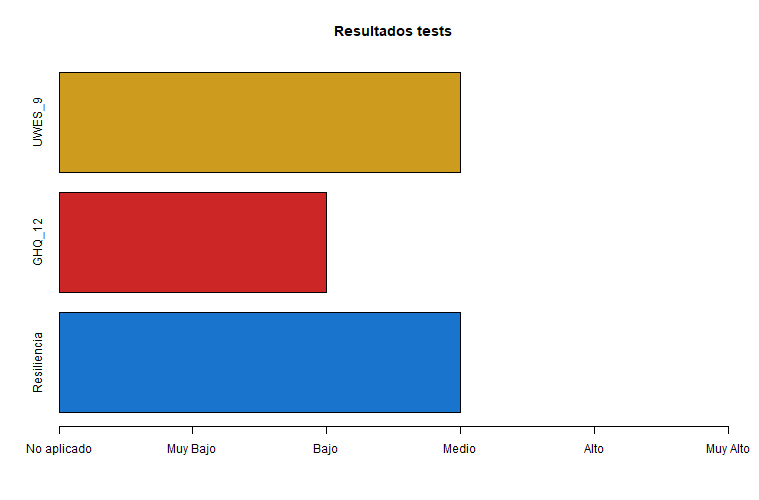 Resultados tests
UWES_9
GHQ_12
Resiliencia
No aplicado Muy Bajo Bajo Medio Alto Muy Alto